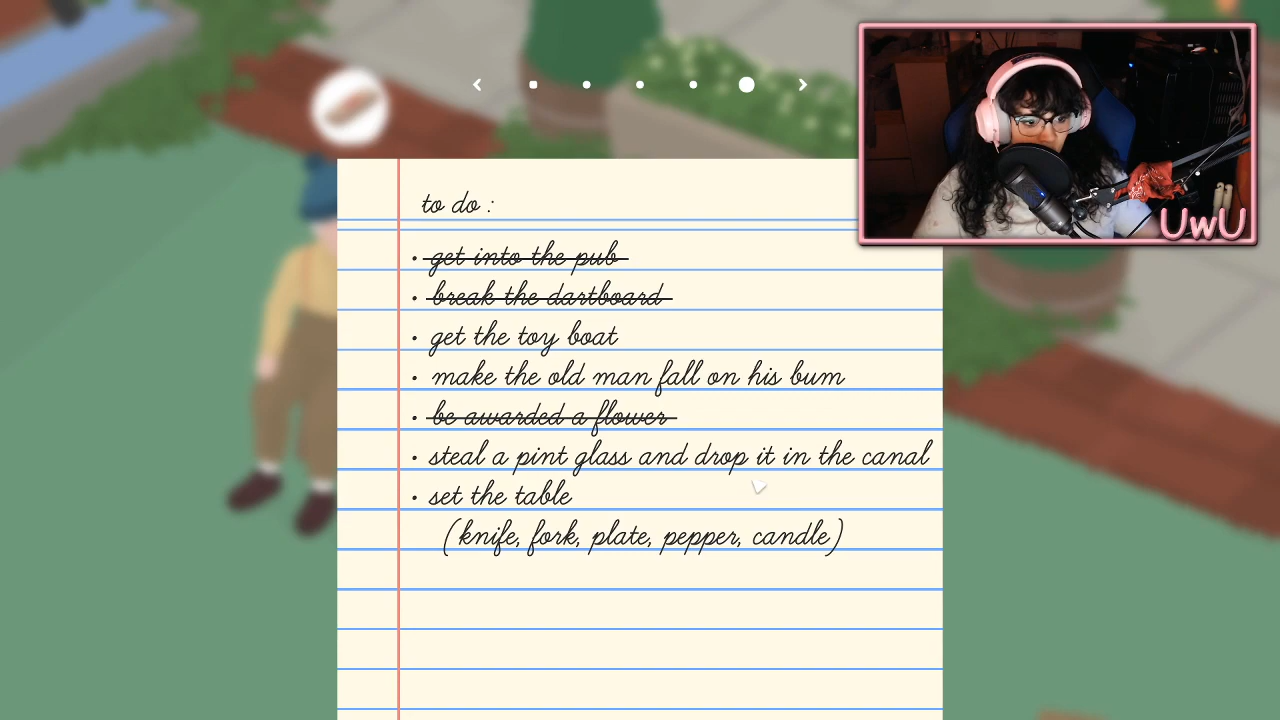 to do :
• get into the pub
• break the dartboard
• get the toy boat
• make the old man fall on his bum
• be awarded a flower
• steal a pint glass and drop it in the canal
• set the table
(knife, fork, plate, pepper, candle)
UwU